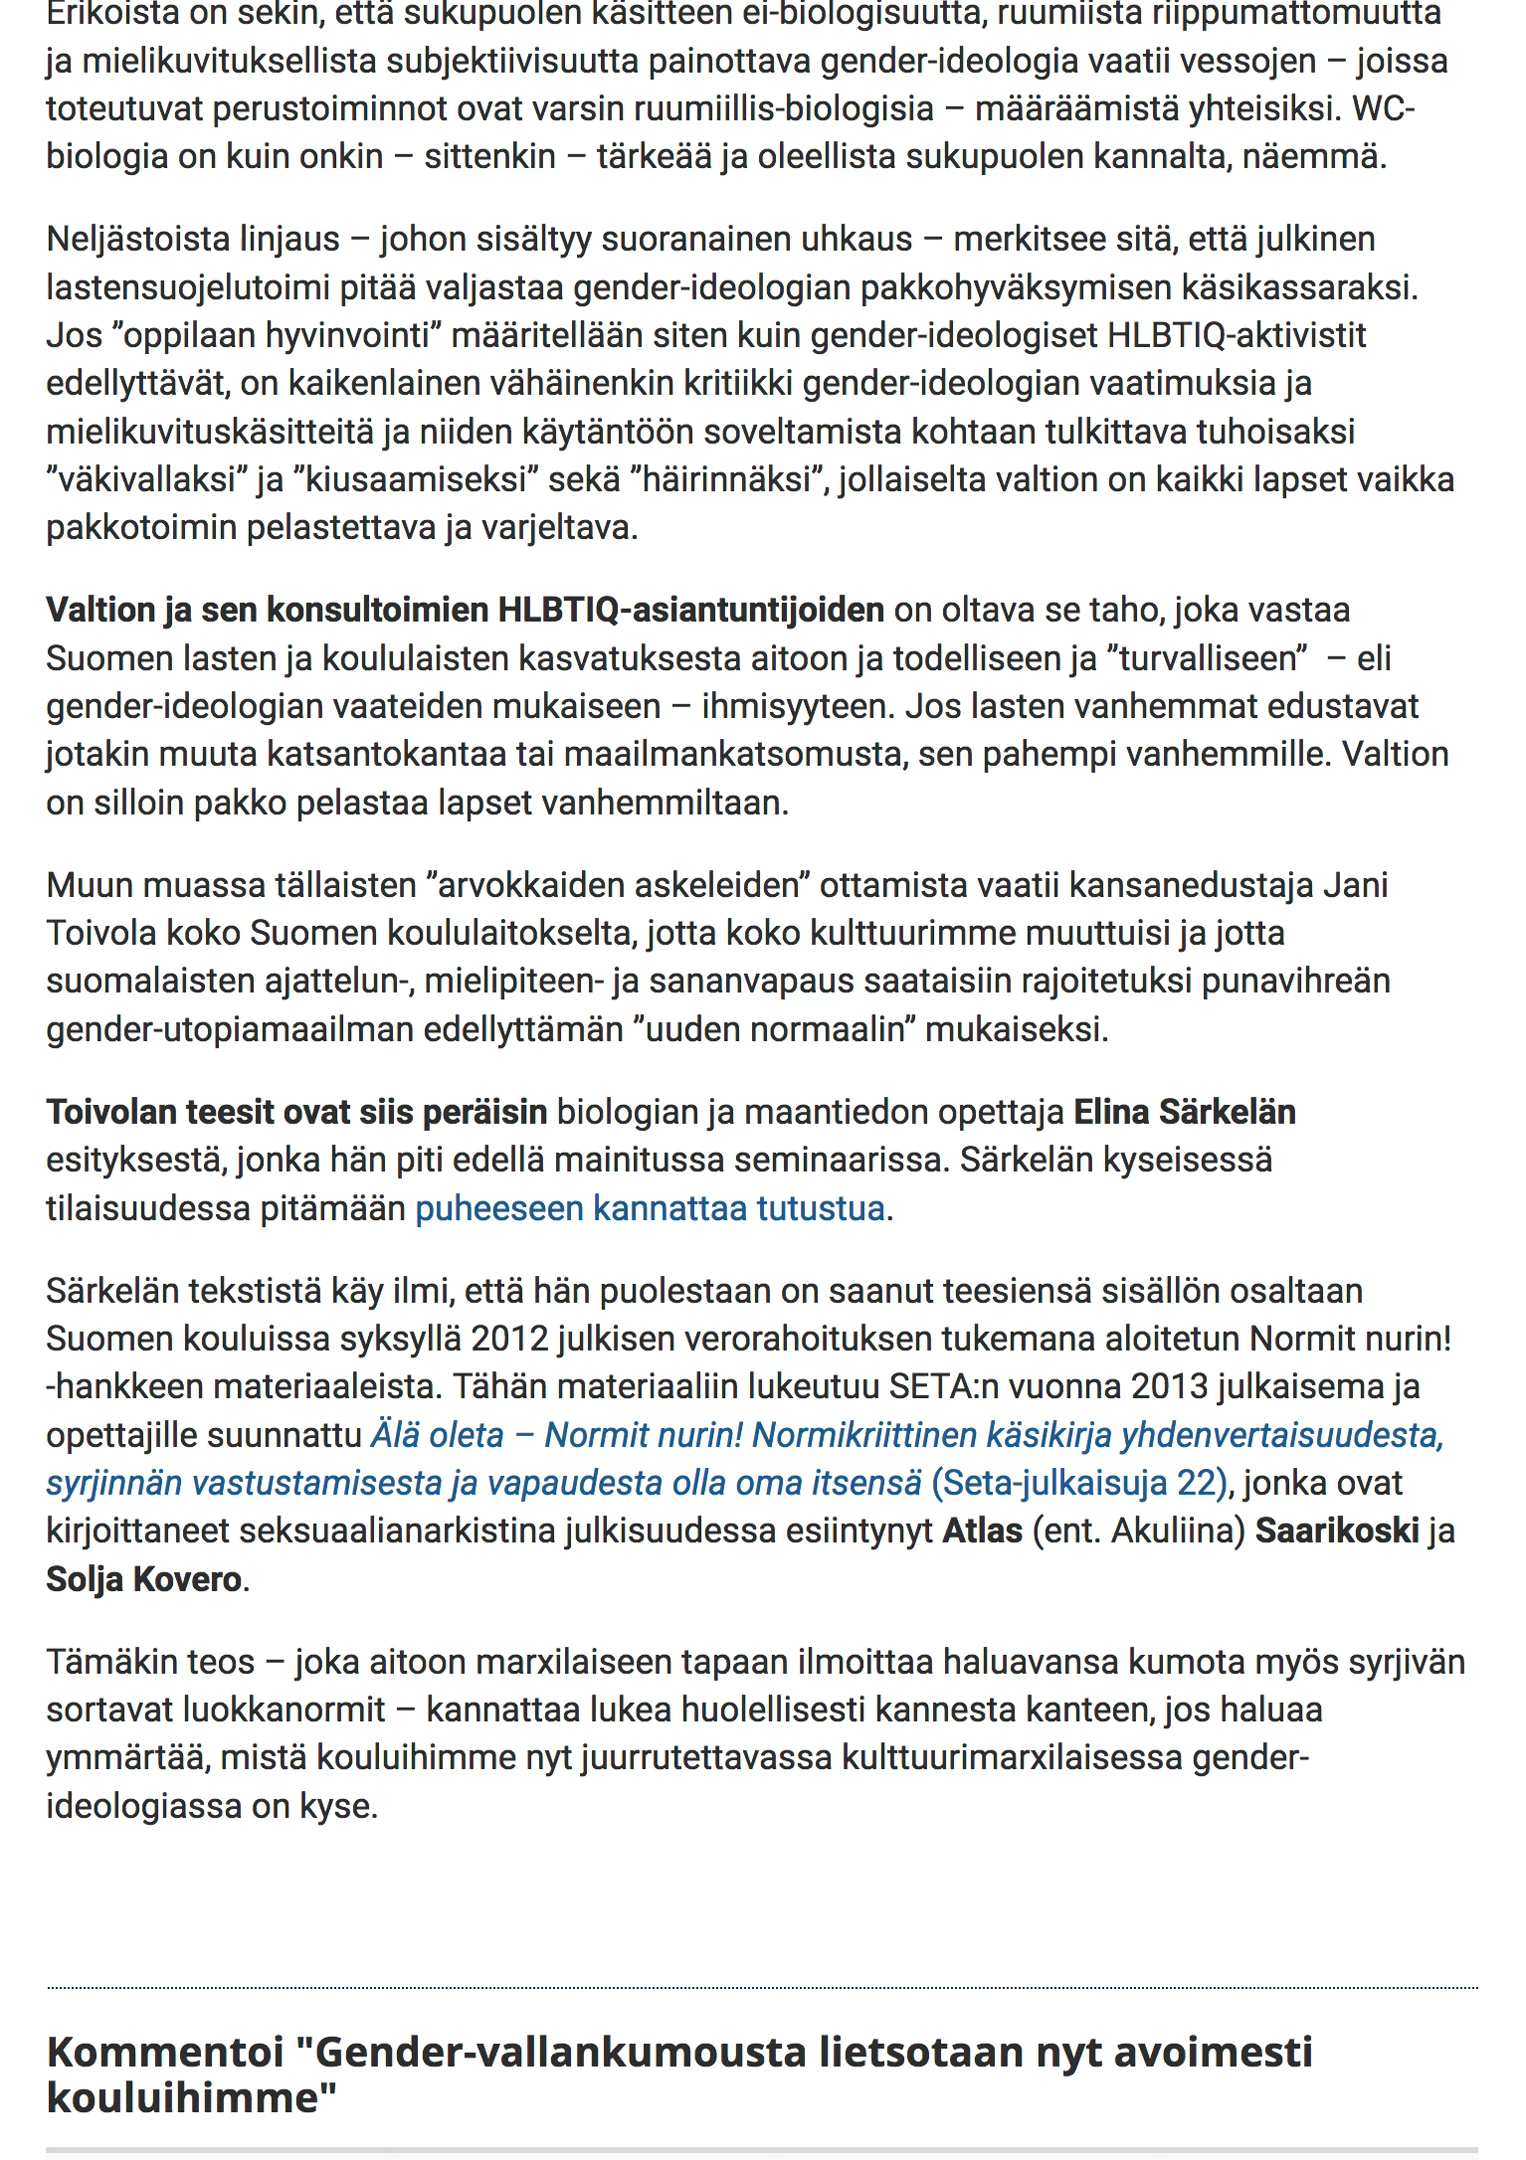 Erikoista on sekin, että sukupuolen käsitteen ei-biologisuutta, ruumiista riippumattomuutta
ja mielikuvituksellista subjektiivisuutta painottava gender-ideologia vaatii vessojen – joissa
toteutuvat perustoiminnot ovat varsin ruumiillis-biologisia – määräämistä yhteisiksi. WC-
biologia on kuin onkin – sittenkin – tärkeää ja oleellista sukupuolen kannalta, näemmä.
Neljästoista linjaus – johon sisältyy suoranainen uhkaus – merkitsee sitä, että julkinen
lastensuojelutoimi pitää valjastaa gender-ideologian pakkohyväksymisen käsikassaraksi.
Jos ”oppilaan hyvinvointi” määritellään siten kuin gender-ideologiset HLBTIQ-aktivistit
edellyttävät, on kaikenlainen vähäinenkin kritiikki gender-ideologian vaatimuksia ja
mielikuvituskäsitteitä ja niiden käytäntöön soveltamista kohtaan tulkittava tuhoisaksi
”väkivallaksi” ja ”kiusaamiseksi” sekä ”häirinnäksi”, jollaiselta valtion on kaikki lapset vaikka
pakkotoimin pelastettava ja varjeltava.
Valtion ja sen konsultoimien HLBTIQ-asiantuntijoiden on oltava se taho, joka vastaa
Suomen lasten ja koululaisten kasvatuksesta aitoon ja todelliseen ja ”turvalliseen” – eli
gender-ideologian vaateiden mukaiseen – ihmisyyteen. Jos lasten vanhemmat edustavat
jotakin muuta katsantokantaa tai maailmankatsomusta, sen pahempi vanhemmille. Valtion
on silloin pakko pelastaa lapset vanhemmiltaan.
Muun muassa tällaisten ”arvokkaiden askeleiden” ottamista vaatii kansanedustaja Jani
Toivola koko Suomen koululaitokselta, jotta koko kulttuurimme muuttuisi ja jotta
suomalaisten ajattelun-, mielipiteen- ja sananvapaus saataisiin rajoitetuksi punavihreän
gender-utopiamaailman edellyttämän ”uuden normaalin” mukaiseksi.
Toivolan teesit ovat siis peräisin biologian ja maantiedon opettaja Elina Särkelän
esityksestä, jonka hän piti edellä mainitussa seminaarissa. Särkelän kyseisessä
tilaisuudessa pitämään puheeseen kannattaa tutustua.
Särkelän tekstistä käy ilmi, että hän puolestaan on saanut teesiensä sisällön osaltaan
Suomen kouluissa syksyllä 2012 julkisen verorahoituksen tukemana aloitetun Normit nurin!
-hankkeen materiaaleista. Tähän materiaaliin lukeutuu SETA:n vuonna 2013 julkaisema ja
opettajille suunnattu Älä oleta – Normit nurin! Normikriittinen käsikirja yhdenvertaisuudesta,
syrjinnän vastustamisesta ja vapaudesta olla oma itsensä (Seta-julkaisuja 22), jonka ovat
kirjoittaneet seksuaalianarkistina julkisuudessa esiintynyt Atlas (ent. Akuliina) Saarikoski ja
Solja Kovero.
Tämäkin teos – joka aitoon marxilaiseen tapaan ilmoittaa haluavansa kumota myös syrjivän
sortavat luokkanormit – kannattaa lukea huolellisesti kannesta kanteen, jos haluaa
ymmärtää, mistä kouluihimme nyt juurrutettavassa kulttuurimarxilaisessa gender-
ideologiassa on kyse.
Kommentoi "Gender-vallankumousta lietsotaan nyt avoimesti
kouluihimme"